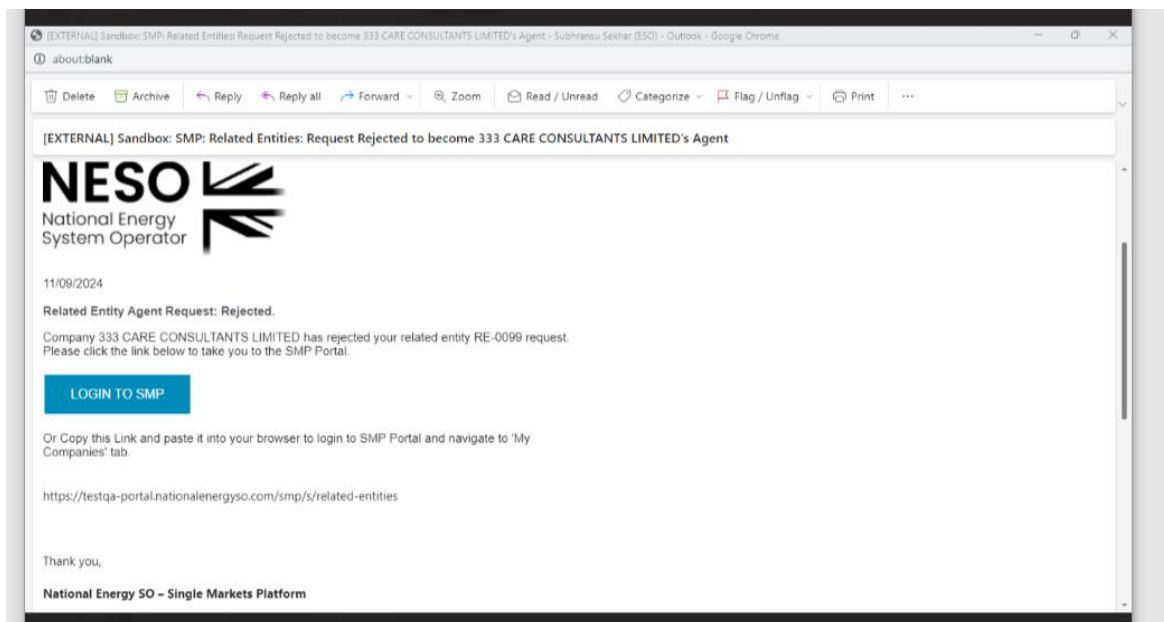 [EXTERNAL] Sandbox: SMP: Related Entities: Request Rejected to become 333 CARE CONSULTANTS LIMITED's Agent - Subhransu Sekhar (ESO) - Outlook - Google Chrome
about:blank
Delete Archive Reply Reply all Forward Zoom Read / Unread Categorize Flag / Unflag Print ...
[EXTERNAL] Sandbox: SMP: Related Entities: Request Rejected to become 333 CARE CONSULTANTS LIMITED's Agent
NESO
National Energy
System Operator
11/09/2024
Related Entity Agent Request: Rejected.
Company 333 CARE CONSULTANTS LIMITED has rejected your related entity RE-0099 request.
Please click the link below to take you to the SMP Portal.
LOGIN TO SMP
Or Copy this Link and paste it into your browser to login to SMP Portal and navigate to 'My
Companies' tab.
https://testqa-portal.nationalenergyso.com/smp/s/related-entities
Thank you,
National Energy SO – Single Markets Platform